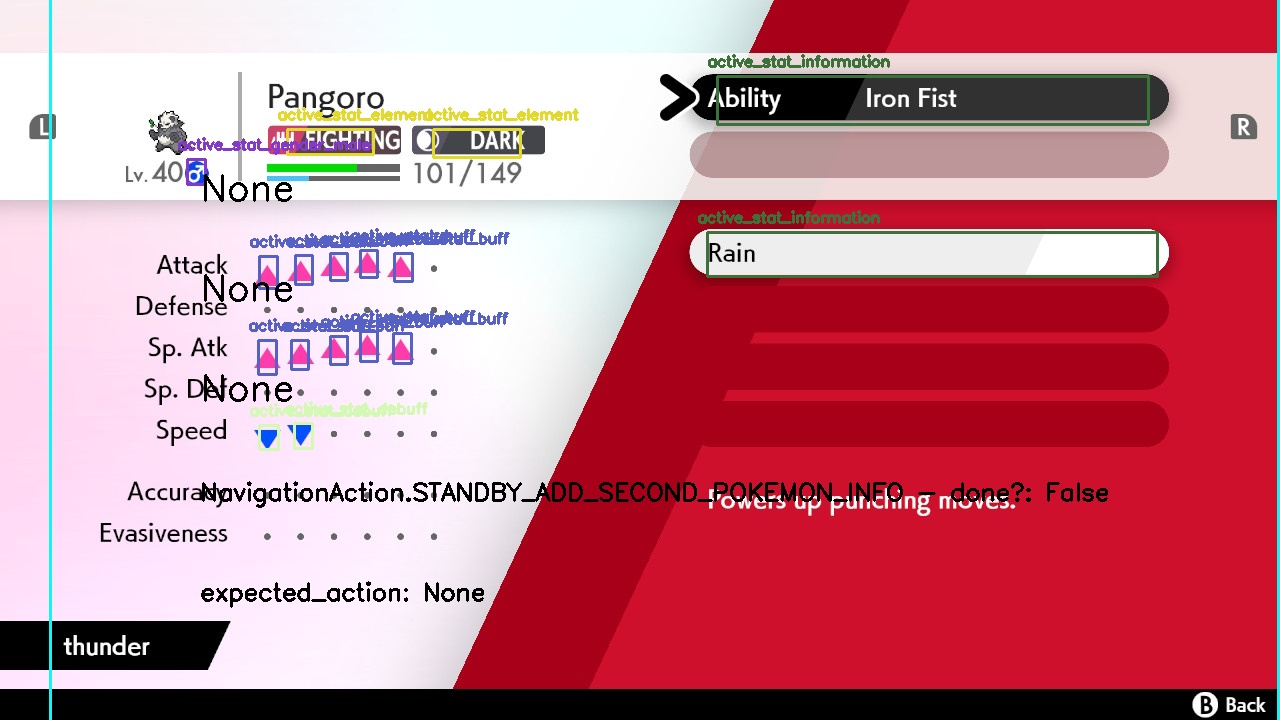 active_stat_information
Ability Iron Fist
Pangoro
active_stat_element active_stat_element
FIGHTING DARK
L
R
active_stat_gender_male
Lv. 40 ♂ 101/149
None
active_stat_information
Rain
Attack
None
Defense
Sp. Atk
Sp. Def
None
Speed
Accuracy
NavigationAction.STANDBY_ADD_SECOND_POKEMON_INFO - done?: False
Powers up punching moves.
Evasiveness
expected_action: None
thunder
B Back